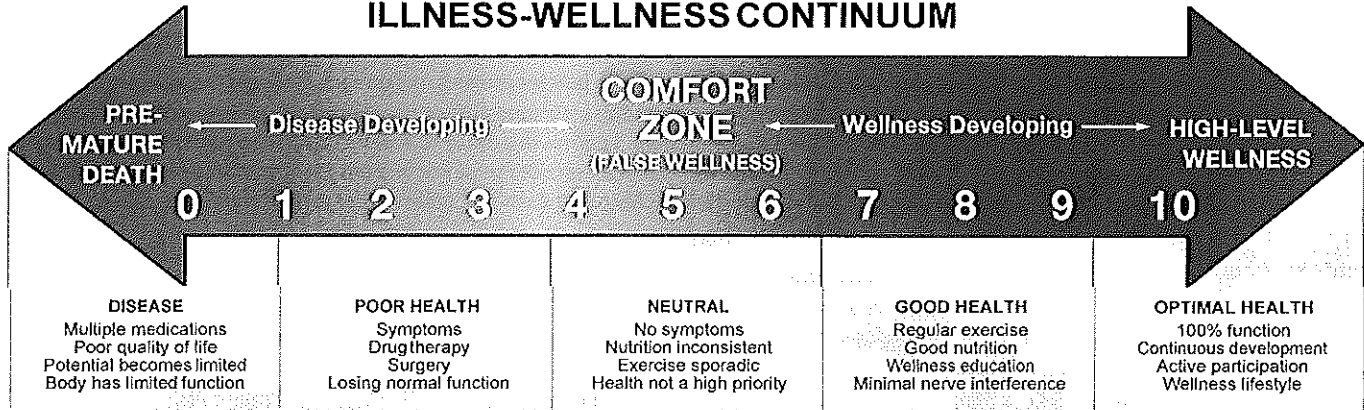 ILLNESS-WELLNESS CONTINUUM
PRE-
MATURE
DEATH
Disease Developing
COMFORT
ZONE
(FALSE WELLNESS)
Wellness Developing
HIGH-LEVEL
WELLNESS
0 1 2 3 4 5 6 7 8 9 10
DISEASE
Multiple medications
Poor quality of life
Potential becomes limited
Body has limited function
POOR HEALTH
Symptoms
Drug therapy
Surgery
Losing normal function
NEUTRAL
No symptoms
Nutrition inconsistent
Exercise sporadic
Health not a high priority
GOOD HEALTH
Regular exercise
Good nutrition
Wellness education
Minimal nerve interference
OPTIMAL HEALTH
100% function
Continuous development
Active participation
Wellness lifestyle